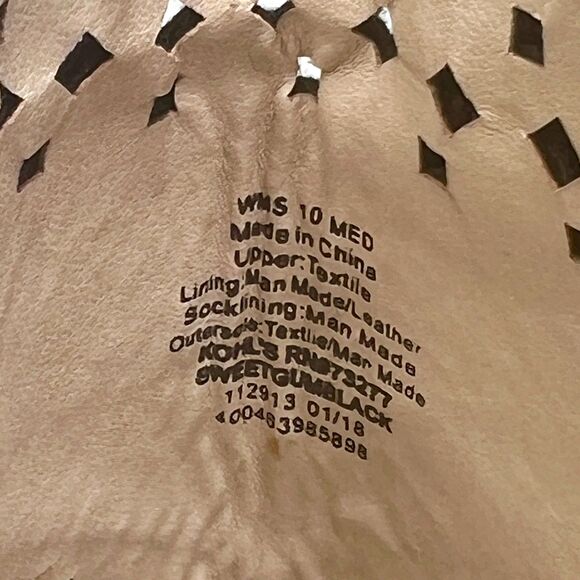 WMS 10 MED
Made in China
Upper:Textile
Lining:Man Made/Leather
Socklining:Man Made
Outersole:Textile/Man Made
KOHL'S RN#73277
SWEETGUMBLACK
112913 01/18
400463985898